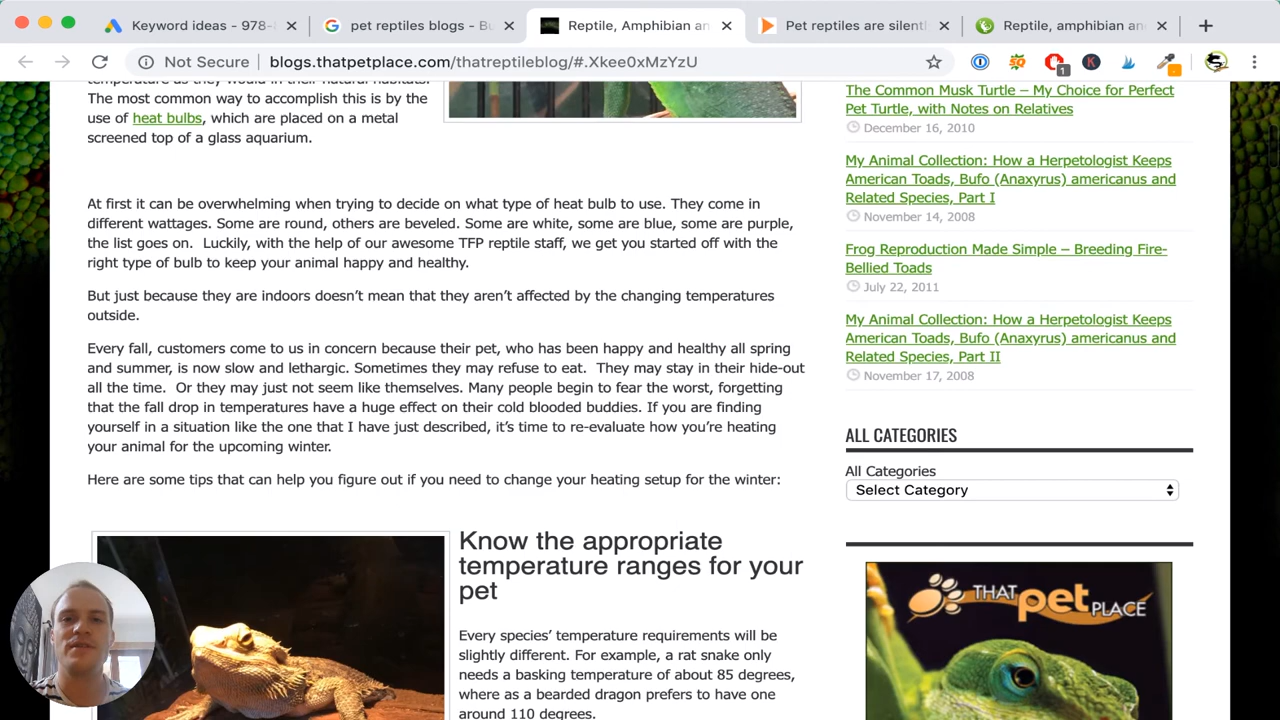 Keyword ideas - 978-
pet reptiles blogs - Bu
Reptile, Amphibian an
Pet reptiles are silentl
Reptile, amphibian an
Not Secure
blogs.thatpetplace.com/thatreptileblog/#.Xkee0xMzYzU
1
K
temperature as they would in their natural habitats.
The most common way to accomplish this is by the
use of heat bulbs, which are placed on a metal
screened top of a glass aquarium.
At first it can be overwhelming when trying to decide on what type of heat bulb to use. They come in
different wattages. Some are round, others are beveled. Some are white, some are blue, some are purple,
the list goes on. Luckily, with the help of our awesome TFP reptile staff, we get you started off with the
right type of bulb to keep your animal happy and healthy.
But just because they are indoors doesn't mean that they aren't affected by the changing temperatures
outside.
Every fall, customers come to us in concern because their pet, who has been happy and healthy all spring
and summer, is now slow and lethargic. Sometimes they may refuse to eat. They may stay in their hide-out
all the time. Or they may just not seem like themselves. Many people begin to fear the worst, forgetting
that the fall drop in temperatures have a huge effect on their cold blooded buddies. If you are finding
yourself in a situation like the one that I have just described, it's time to re-evaluate how you're heating
your animal for the upcoming winter.
Here are some tips that can help you figure out if you need to change your heating setup for the winter:
Know the appropriate
temperature ranges for your
pet
Every species' temperature requirements will be
slightly different. For example, a rat snake only
needs a basking temperature of about 85 degrees,
where as a bearded dragon prefers to have one
around 110 degrees.
The Common Musk Turtle – My Choice for Perfect
Pet Turtle, with Notes on Relatives
December 16, 2010
My Animal Collection: How a Herpetologist Keeps
American Toads, Bufo (Anaxyrus) americanus and
Related Species, Part I
November 14, 2008
Frog Reproduction Made Simple – Breeding Fire-
Bellied Toads
July 22, 2011
My Animal Collection: How a Herpetologist Keeps
American Toads, Bufo (Anaxyrus) americanus and
Related Species, Part II
November 17, 2008
ALL CATEGORIES
All Categories
Select Category
THAT pet PLACE